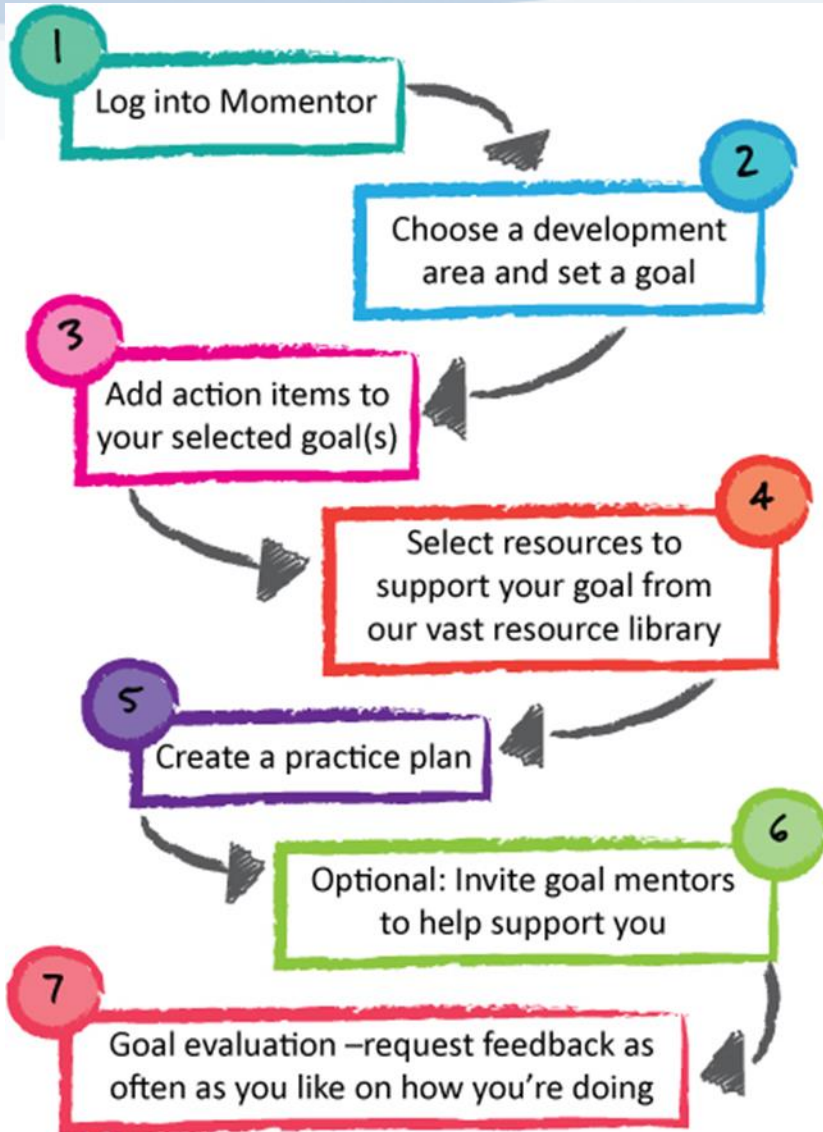 1
Log into Momentor
2
Choose a development
area and set a goal
3
Add action items to
your selected goal(s)
4
Select resources to
support your goal from
our vast resource library
5
Create a practice plan
6
Optional: Invite goal mentors
to help support you
7
Goal evaluation –request feedback as
often as you like on how you’re doing